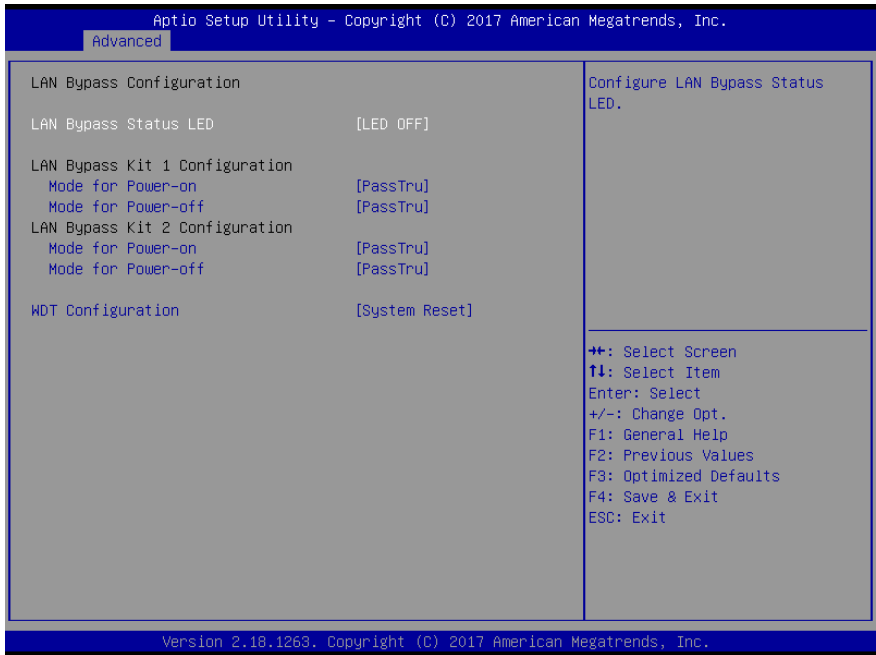 Aptio Setup Utility – Copyright (C) 2017 American Megatrends, Inc.
Advanced
LAN Bypass Configuration
LAN Bypass Status LED [LED OFF]
LAN Bypass Kit 1 Configuration
Mode for Power-on [PassTru]
Mode for Power-off [PassTru]
LAN Bypass Kit 2 Configuration
Mode for Power-on [PassTru]
Mode for Power-off [PassTru]
WDT Configuration [System Reset]
Configure LAN Bypass Status
LED.
→←: Select Screen
↑↓: Select Item
Enter: Select
+/-: Change Opt.
F1: General Help
F2: Previous Values
F3: Optimized Defaults
F4: Save & Exit
ESC: Exit
Version 2.18.1263. Copyright (C) 2017 American Megatrends, Inc.